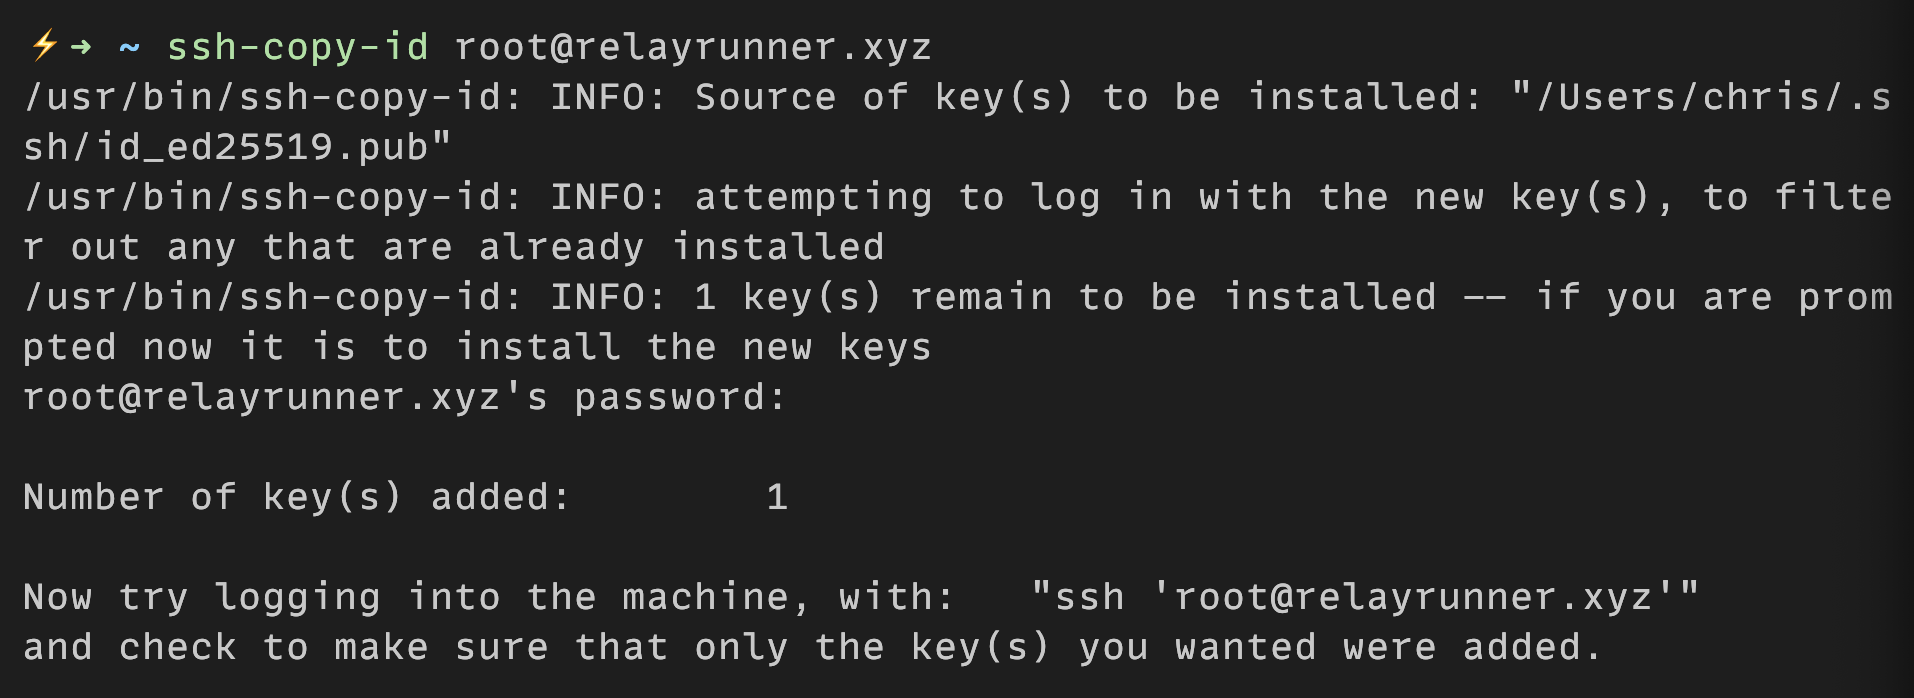 ⚡➜ ~ ssh-copy-id root@relayrunner.xyz
/usr/bin/ssh-copy-id: INFO: Source of key(s) to be installed: "/Users/chris/.s
sh/id_ed25519.pub"
/usr/bin/ssh-copy-id: INFO: attempting to log in with the new key(s), to filte
r out any that are already installed
/usr/bin/ssh-copy-id: INFO: 1 key(s) remain to be installed -- if you are prom
pted now it is to install the new keys
root@relayrunner.xyz's password:
Number of key(s) added:        1
Now try logging into the machine, with:   "ssh 'root@relayrunner.xyz'"
and check to make sure that only the key(s) you wanted were added.